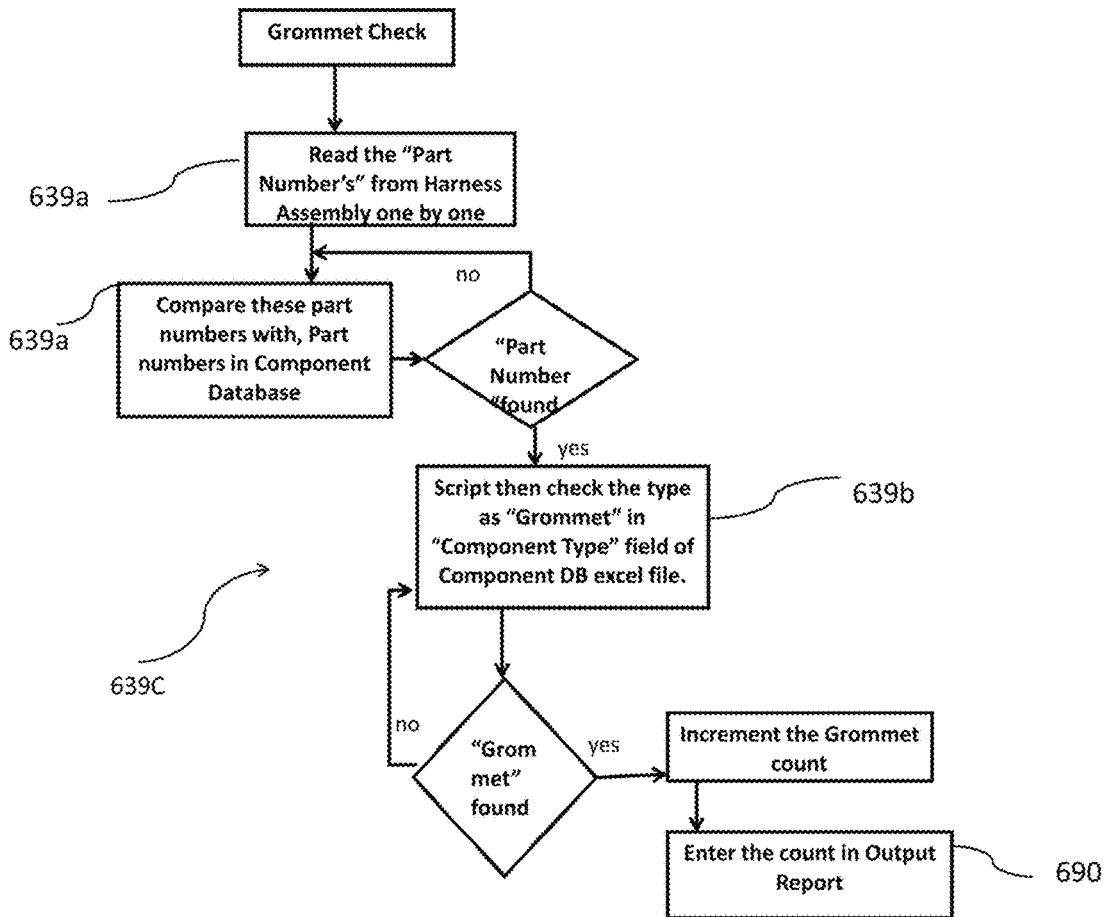 Grommet Check
Read the “Part
Number's” from Harness
Assembly one by one
639a
no
Compare these part
numbers with, Part
numbers in Component
Database
639a
“Part
Number
“found
yes
Script then check the type
as “Grommet” in
“Component Type” field of
Component DB excel file.
639b
639C
no
“Grom
met”
found
yes
Increment the Grommet
count
Enter the count in Output
Report
690